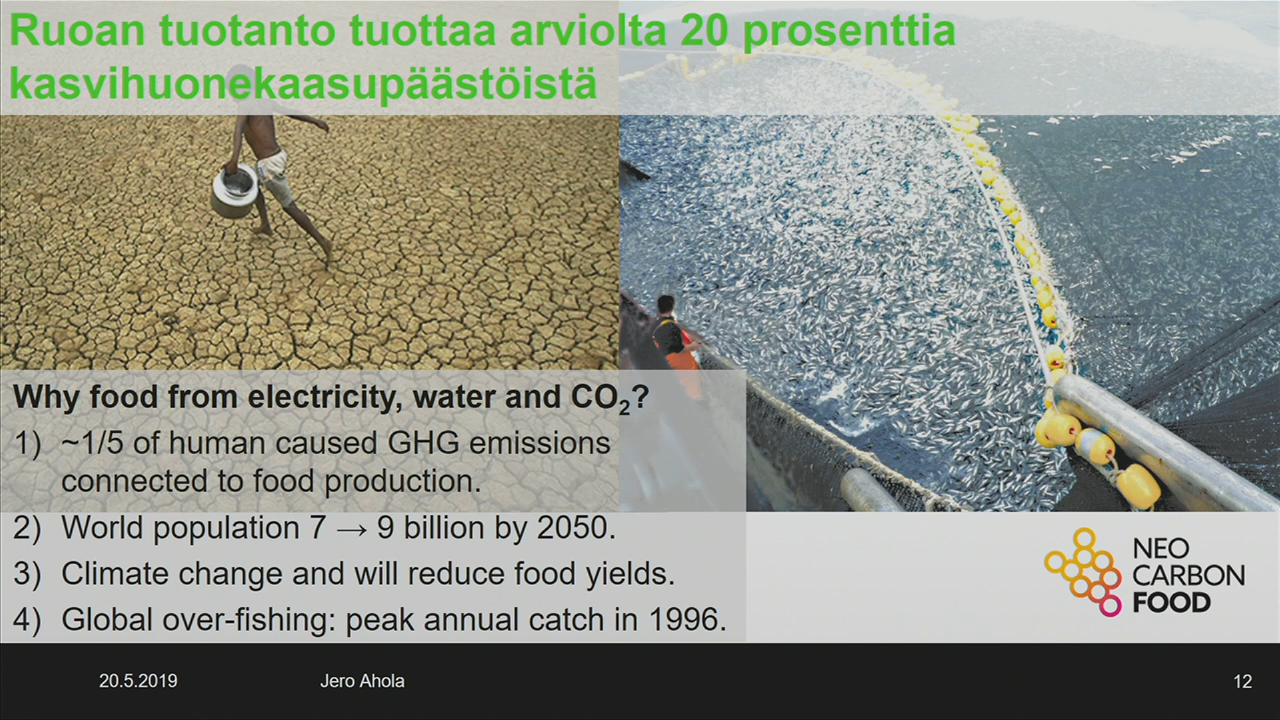 Ruoan tuotanto tuottaa arviolta 20 prosenttia
kasvihuonekaasupäästöistä
Why food from electricity, water and CO₂?
1) ~1/5 of human caused GHG emissions
connected to food production.
2) World population 7 → 9 billion by 2050.
3) Climate change and will reduce food yields.
4) Global over-fishing: peak annual catch in 1996.
NEO
CARBON
FOOD
20.5.2019 Jero Ahola 12